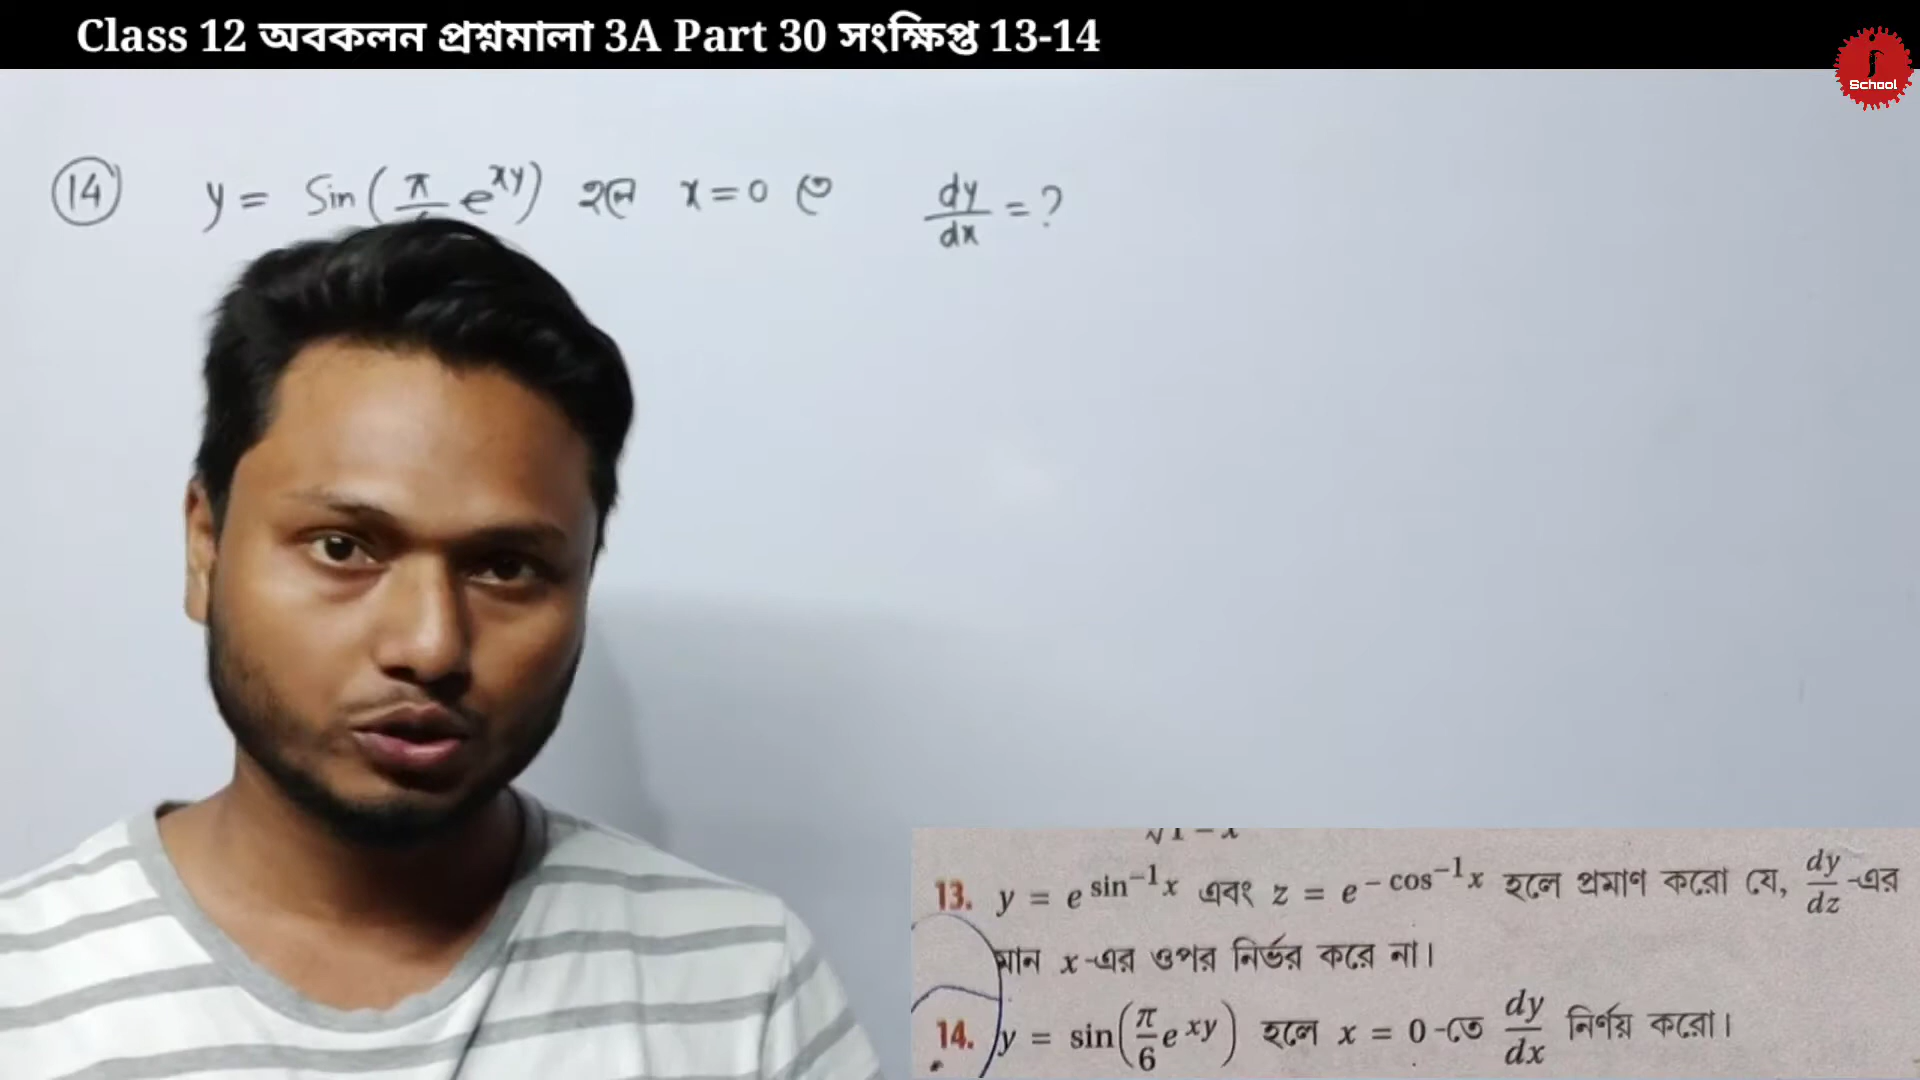 Class 12 অবকলন প্রশ্নমালা 3A Part 30 সংক্ষিপ্ত 13-14
School
14 y = Sin(π/6 e^xy) হলে x=0 তে dy/dx = ?
√1 − x
13. y = e^sin⁻¹x এবং z = e^−cos⁻¹x হলে প্রমাণ করো যে, dy/dz-এর
মান x-এর ওপর নির্ভর করে না।
14. y = sin(π/6 e^xy) হলে x = 0-তে dy/dx নির্ণয় করো।